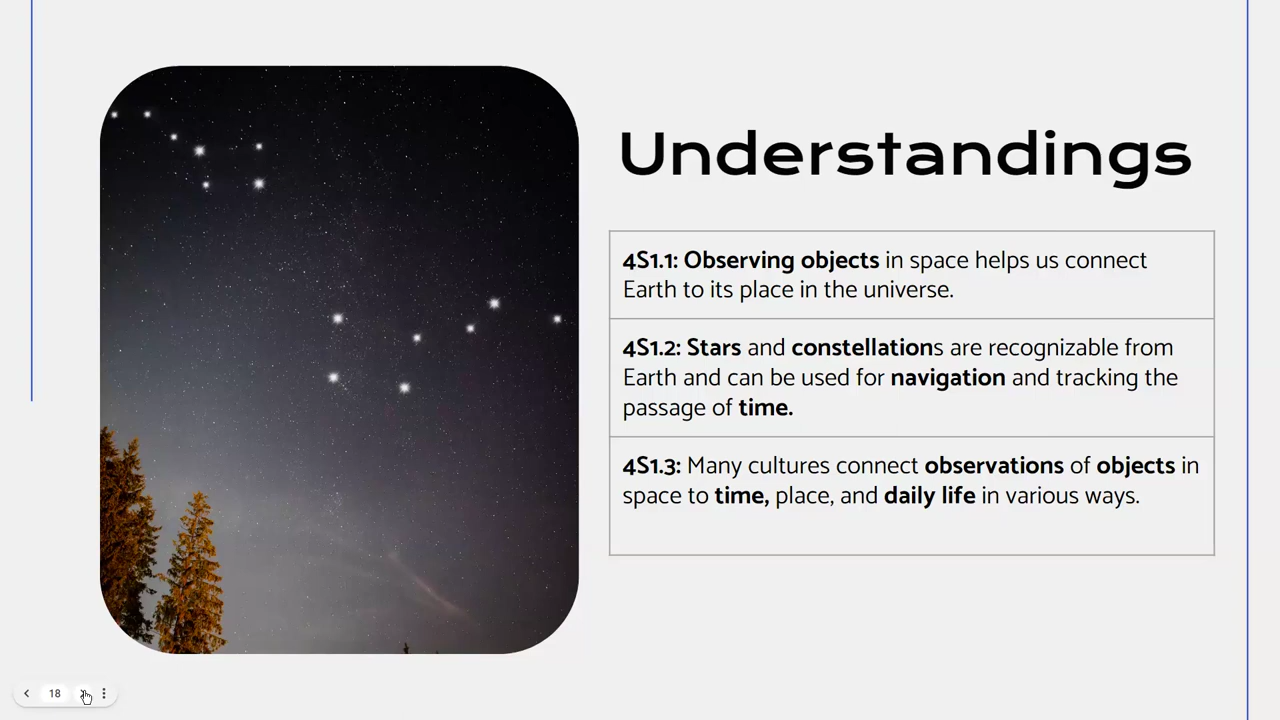 Understandings
4S1.1: Observing objects in space helps us connect
Earth to its place in the universe.
4S1.2: Stars and constellations are recognizable from
Earth and can be used for navigation and tracking the
passage of time.
4S1.3: Many cultures connect observations of objects in
space to time, place, and daily life in various ways.
18